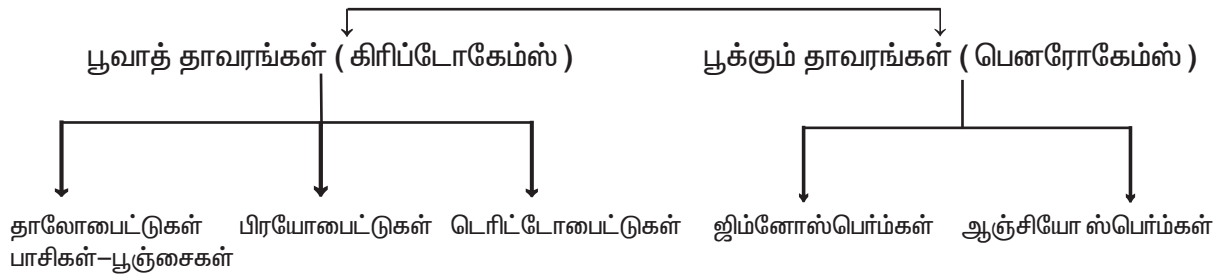 பூவாத் தாவரங்கள் ( கிரிப்டோகேம்ஸ் ) பூக்கும் தாவரங்கள் ( பெனரோகேம்ஸ் )
தாலோபைட்டுகள் பிரயோபைட்டுகள் டெரிட்டோபைட்டுகள் ஜிம்னோஸ்பெர்ம்கள் ஆஞ்சியோ ஸ்பெர்ம்கள்
பாசிகள்–பூஞ்சைகள்